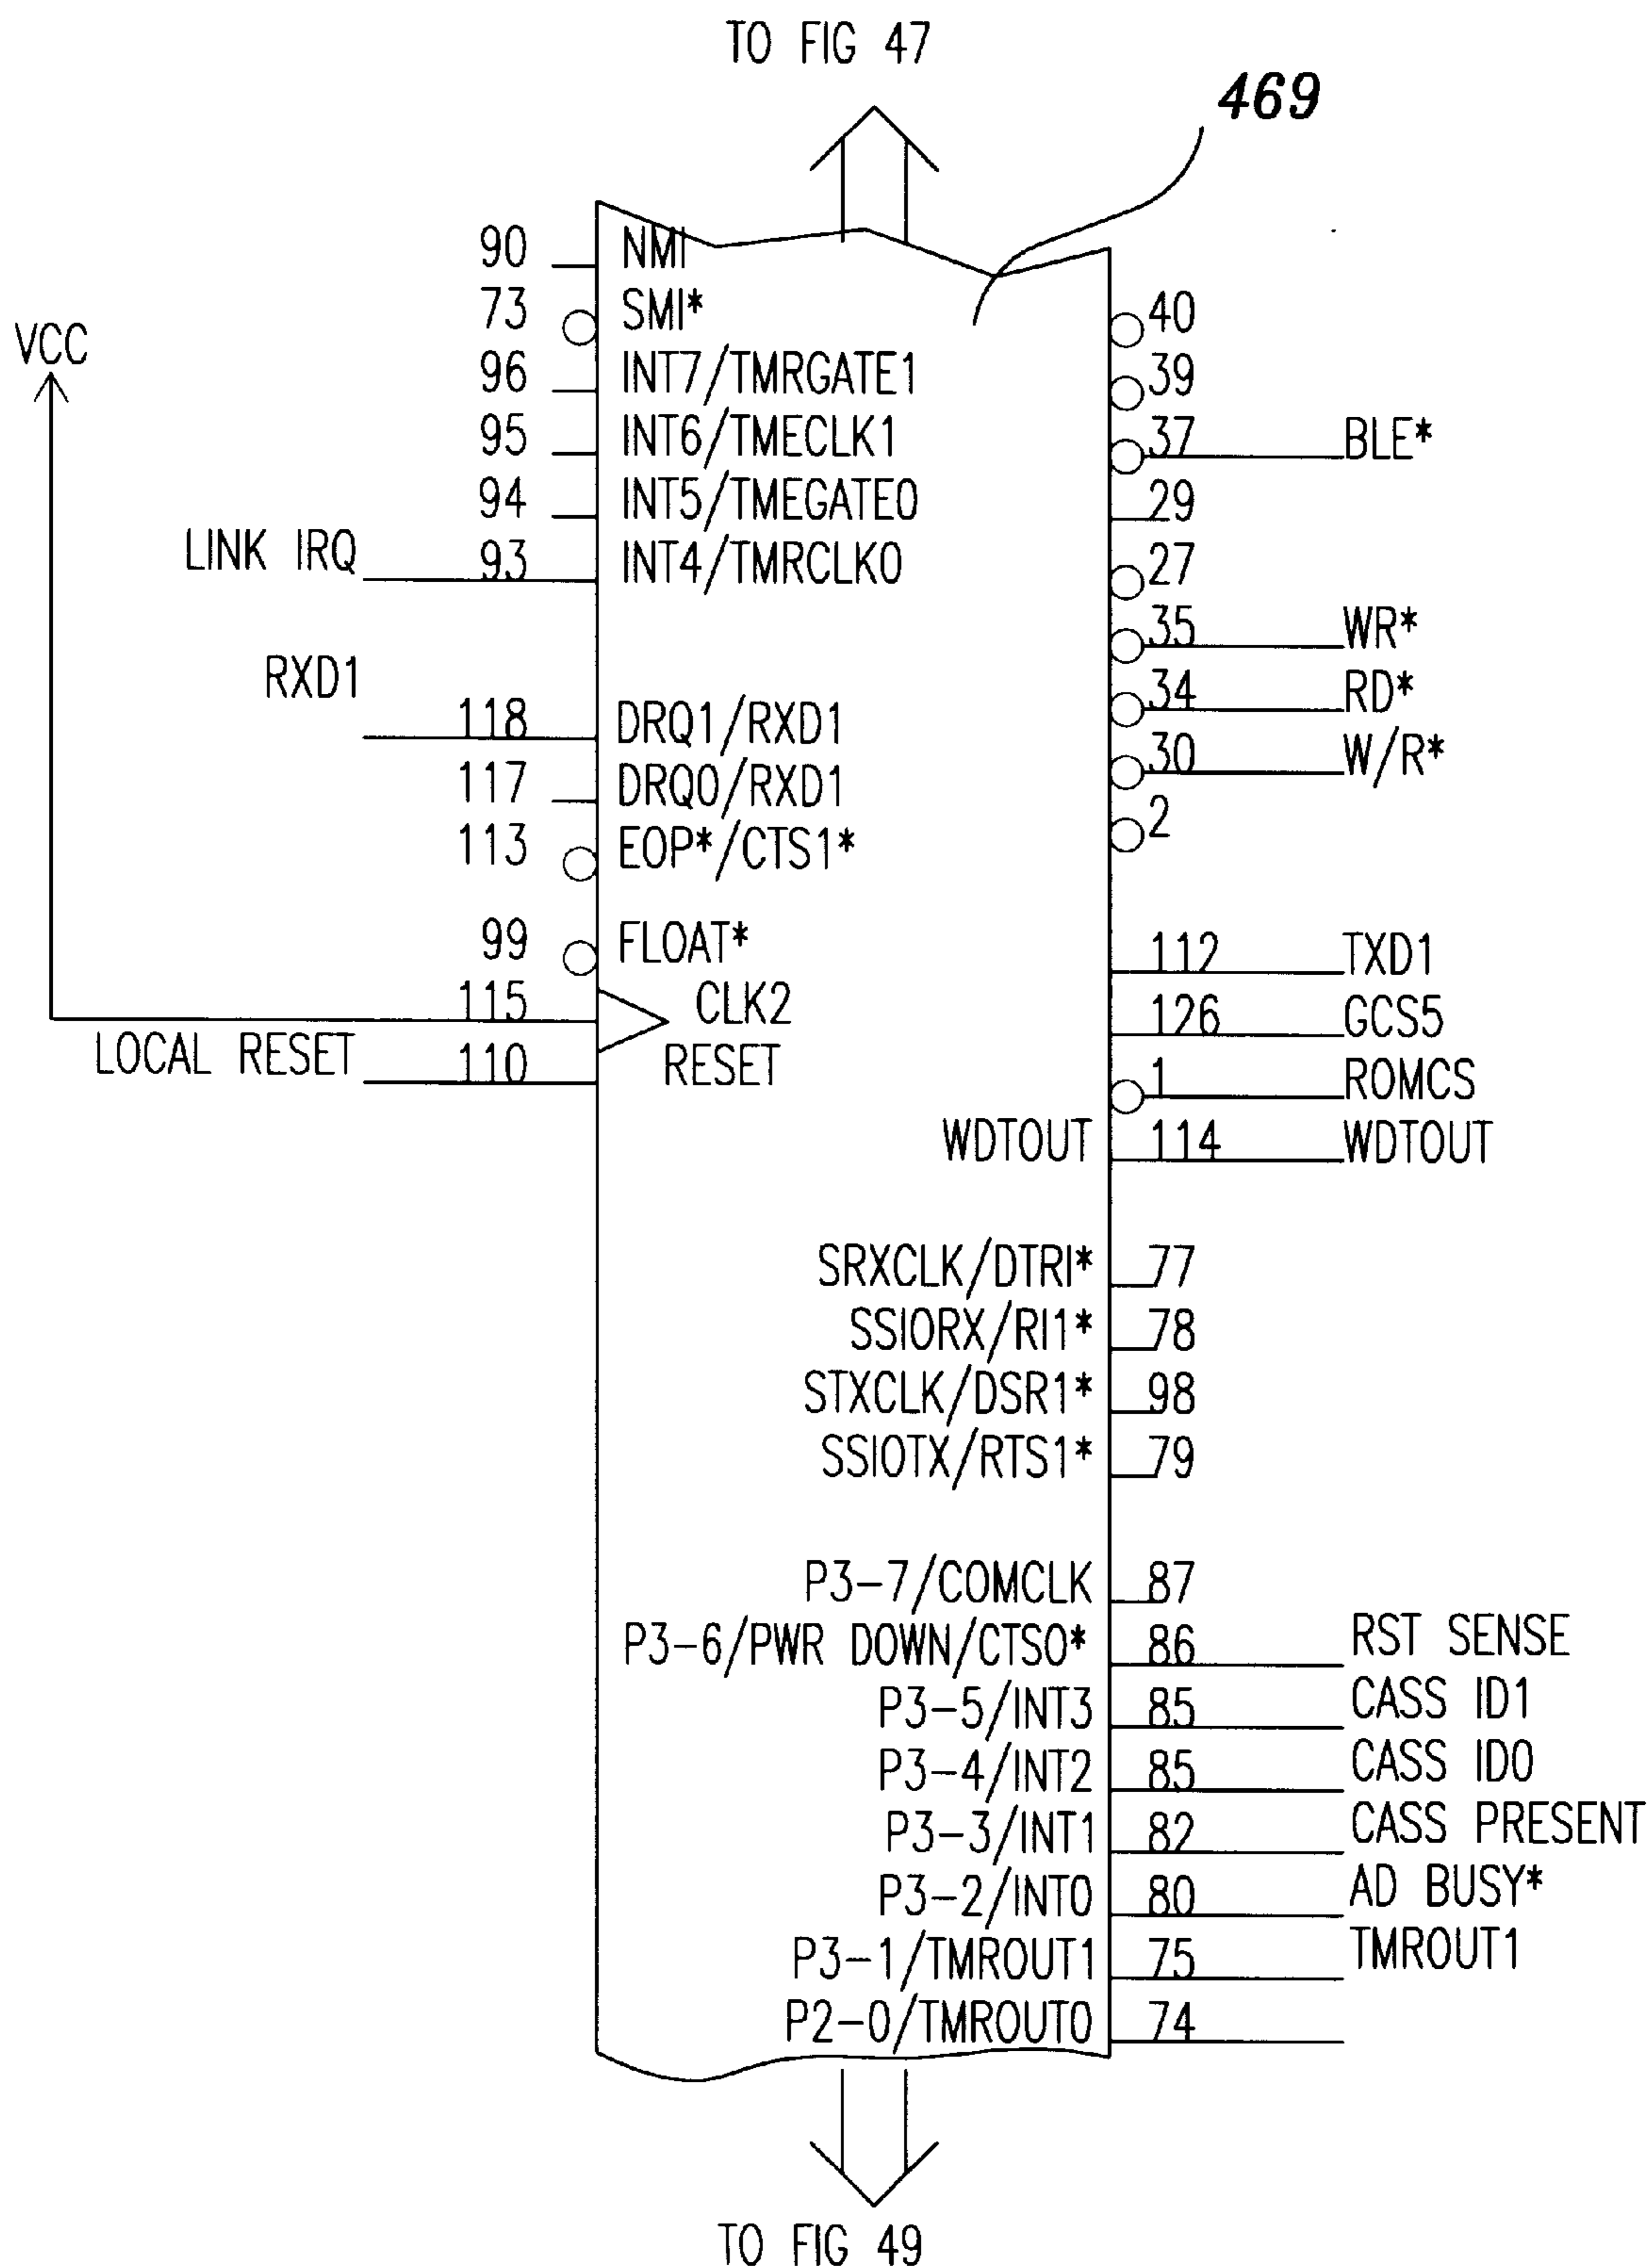 TO FIG 47
469
90 NMI
73 SMI*
40
VCC
96 INT7/TMRGATE1
39
95 INT6/TMECLK1
37 BLE*
94 INT5/TMEGATE0
29
LINK IRQ 93 INT4/TMRCLK0
27
35 WR*
RXD1
34 RD*
118 DRQ1/RXD1
30 W/R*
117 DRQ0/RXD1
2
113 EOP*/CTS1*
99 FLOAT*
112 TXD1
115 CLK2
126 GCS5
LOCAL RESET 110 RESET
1 ROMCS
WDTOUT 114 WDTOUT
SRXCLK/DTRI* 77
SSIORX/RI1* 78
STXCLK/DSR1* 98
SSIOTX/RTS1* 79
P3-7/COMCLK 87
P3-6/PWR DOWN/CTS0* 86 RST SENSE
P3-5/INT3 85 CASS ID1
P3-4/INT2 85 CASS ID0
P3-3/INT1 82 CASS PRESENT
P3-2/INT0 80 AD BUSY*
P3-1/TMROUT1 75 TMROUT1
P2-0/TMROUT0 74
TO FIG 49